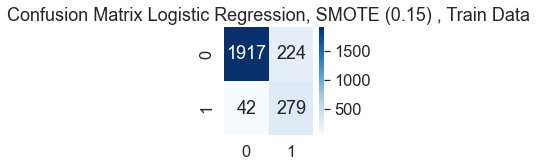 Confusion Matrix Logistic Regression, SMOTE (0.15) , Train Data
0 1917 224 1500
1000
1 42 279 500
0 1